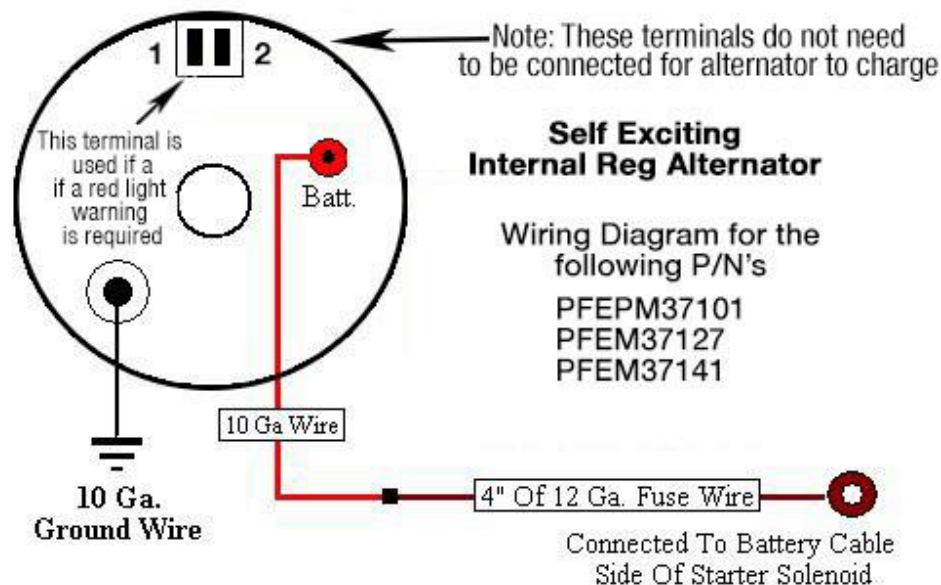 1 2
Note: These terminals do not need
to be connected for alternator to charge
This terminal is
used if a
if a red light
warning
is required
Batt.
Self Exciting
Internal Reg Alternator
Wiring Diagram for the
following P/N's
PFEPM37101
PFEM37127
PFEM37141
10 Ga Wire
10 Ga.
Ground Wire
4" Of 12 Ga. Fuse Wire
Connected To Battery Cable
Side Of Starter Solenoid